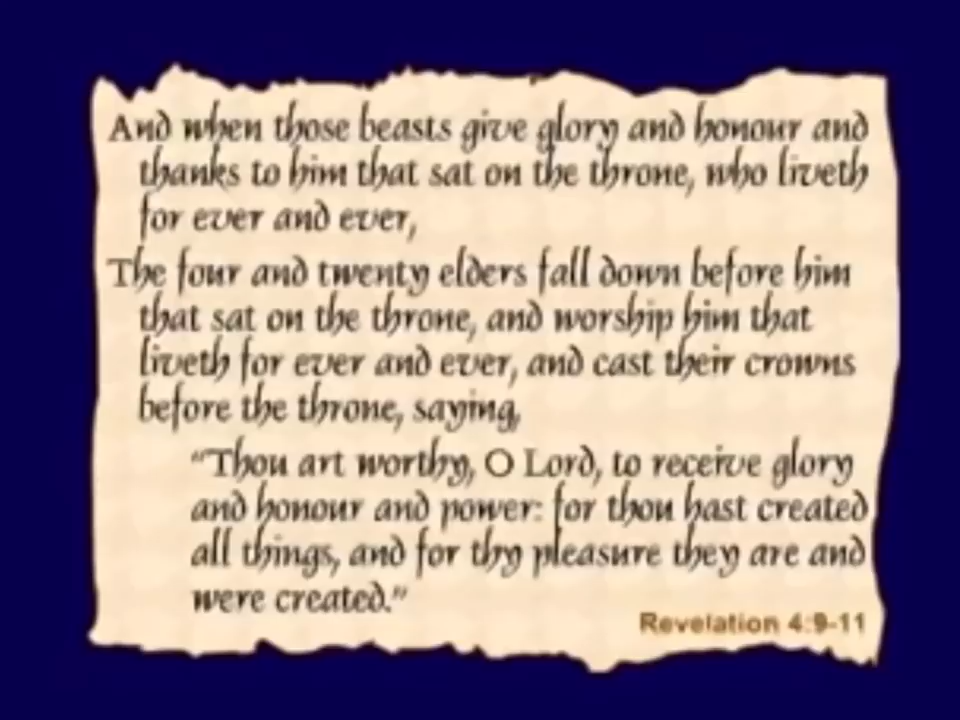 And when those beasts give glory and honour and
thanks to him that sat on the throne, who liveth
for ever and ever,
The four and twenty elders fall down before him
that sat on the throne, and worship him that
liveth for ever and ever, and cast their crowns
before the throne, saying,
“Thou art worthy, O Lord, to receive glory
and honour and power: for thou hast created
all things, and for thy pleasure they are and
were created.”
Revelation 4:9-11